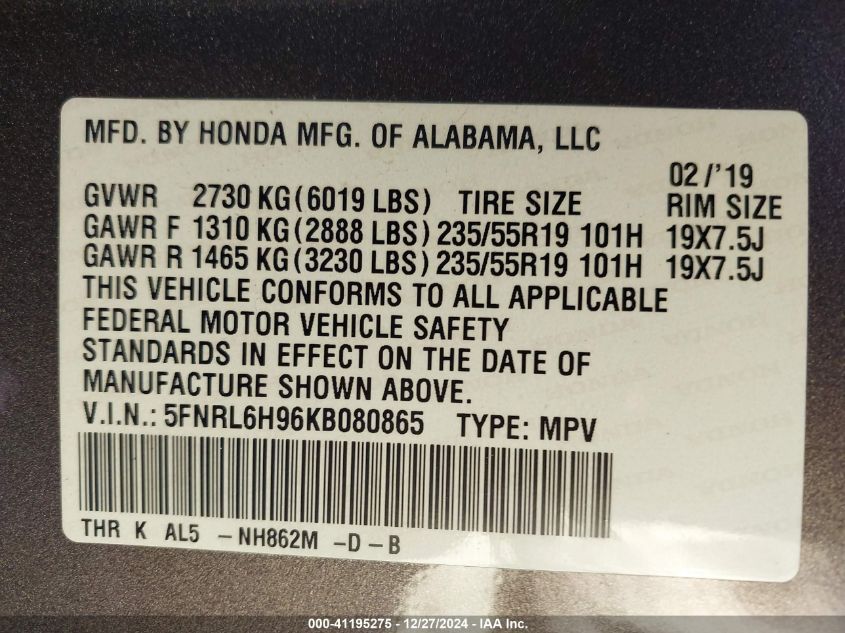 MFD. BY HONDA MFG. OF ALABAMA, LLC
02/'19
GVWR 2730 KG(6019 LBS) TIRE SIZE RIM SIZE
GAWR F 1310 KG(2888 LBS) 235/55R19 101H 19X7.5J
GAWR R 1465 KG(3230 LBS) 235/55R19 101H 19X7.5J
THIS VEHICLE CONFORMS TO ALL APPLICABLE
FEDERAL MOTOR VEHICLE SAFETY
STANDARDS IN EFFECT ON THE DATE OF
MANUFACTURE SHOWN ABOVE.
V.I.N.: 5FNRL6H96KB080865 TYPE: MPV
THR K AL5 -NH862M -D-B
000-41195275 - 12/27/2024 - IAA Inc.